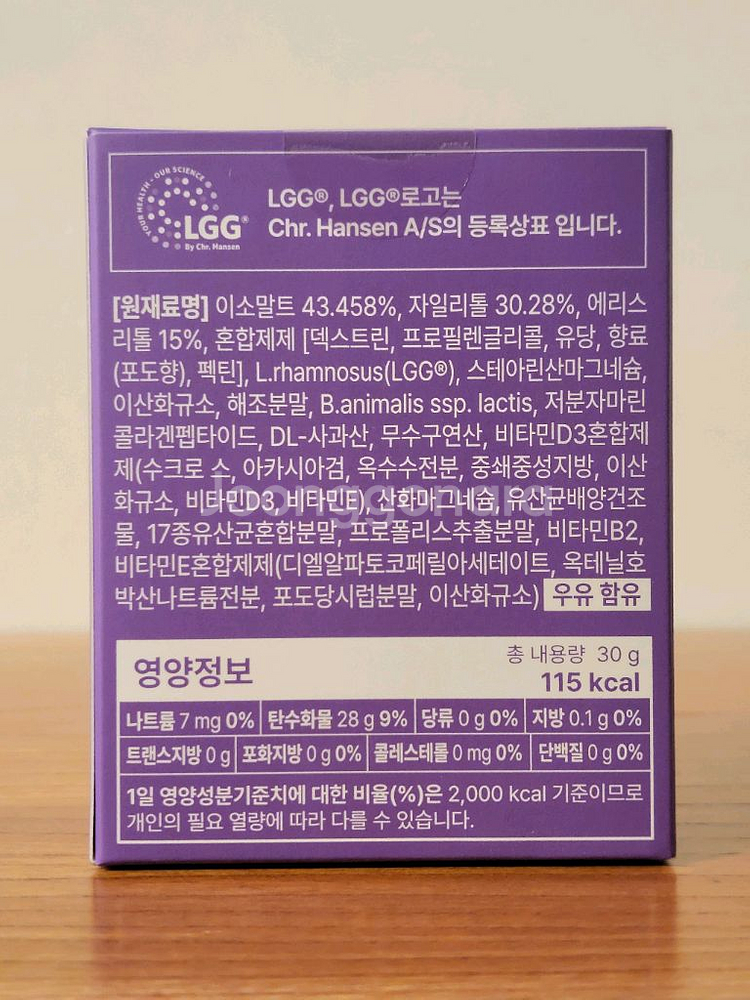 YOUR HEALTH - OUR SCIENCE
LGG®
By Chr. Hansen
LGG®, LGG®로고는
Chr. Hansen A/S의 등록상표 입니다.
[원재료명] 이소말트 43.458%, 자일리톨 30.28%, 에리스
리톨 15%, 혼합제제 [덱스트린, 프로필렌글리콜, 유당, 향료
(포도향), 펙틴], L.rhamnosus(LGG®), 스테아린산마그네슘,
이산화규소, 해조분말, B.animalis ssp. lactis, 저분자마린
콜라겐펩타이드, DL-사과산, 무수구연산, 비타민D3혼합제
제(수크로 소, 아카시아검, 옥수수전분, 중쇄중성지방, 이산
화규소, 비타민D3, 비타민E), 산화마그네슘, 유산균배양건조
물, 17종유산균혼합분말, 프로폴리스추출분말, 비타민B2,
비타민E혼합제제(디엘알파토코페릴아세테이트, 옥테닐호
박산나트륨전분, 포도당시럽분말, 이산화규소) 우유 함유
Joonggonara
영양정보
총 내용량 30 g
115 kcal
나트륨 7 mg 0% 탄수화물 28 g 9% 당류 0 g 0% 지방 0.1 g 0%
트랜스지방 0 g 포화지방 0 g 0% 콜레스테롤 0 mg 0% 단백질 0 g 0%
1일 영양성분기준치에 대한 비율(%)은 2,000 kcal 기준이므로
개인의 필요 열량에 따라 다를 수 있습니다.